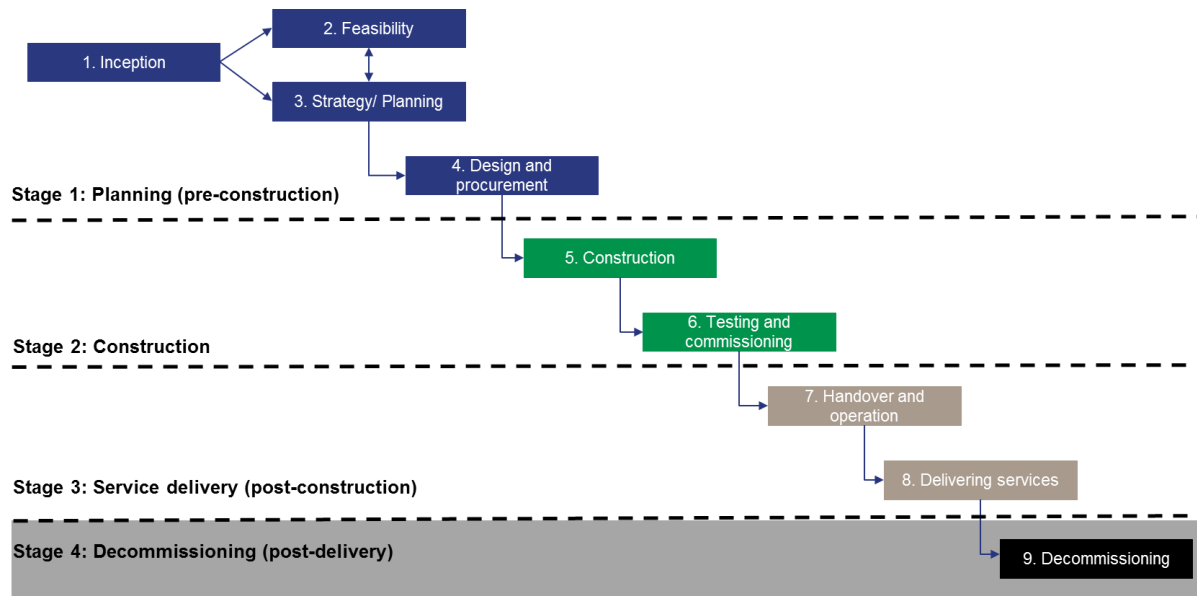 2. Feasibility
1. Inception
3. Strategy/ Planning
4. Design and
procurement
Stage 1: Planning (pre-construction)
5. Construction
6. Testing and
commissioning
Stage 2: Construction
7. Handover and
operation
8. Delivering services
Stage 3: Service delivery (post-construction)
Stage 4: Decommissioning (post-delivery)
9. Decommissioning